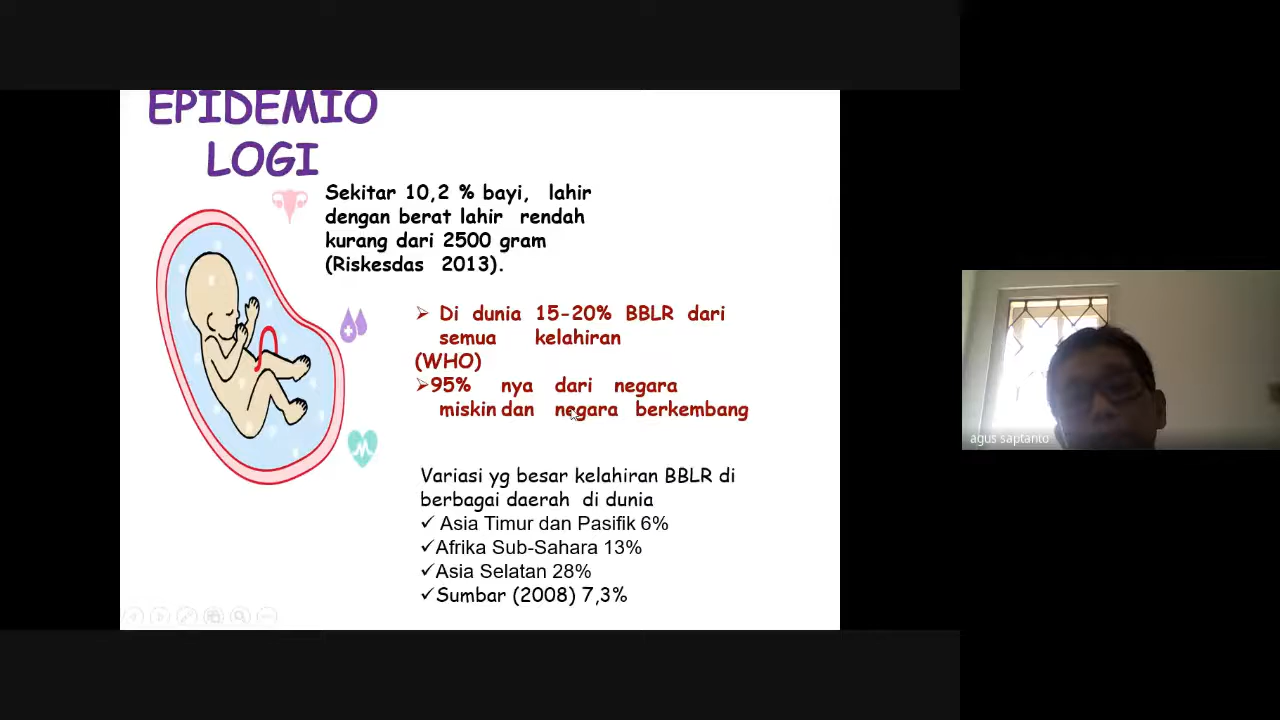 EPIDEMIO
LOGI
Sekitar 10,2 % bayi, lahir
dengan berat lahir rendah
kurang dari 2500 gram
(Riskesdas 2013).
➢ Di dunia 15-20% BBLR dari
semua kelahiran
(WHO)
➢95% nya dari negara
miskin dan negara berkembang
Variasi yg besar kelahiran BBLR di
berbagai daerah di dunia
✓ Asia Timur dan Pasifik 6%
✓Afrika Sub-Sahara 13%
✓Asia Selatan 28%
✓Sumbar (2008) 7,3%
agus saptanto